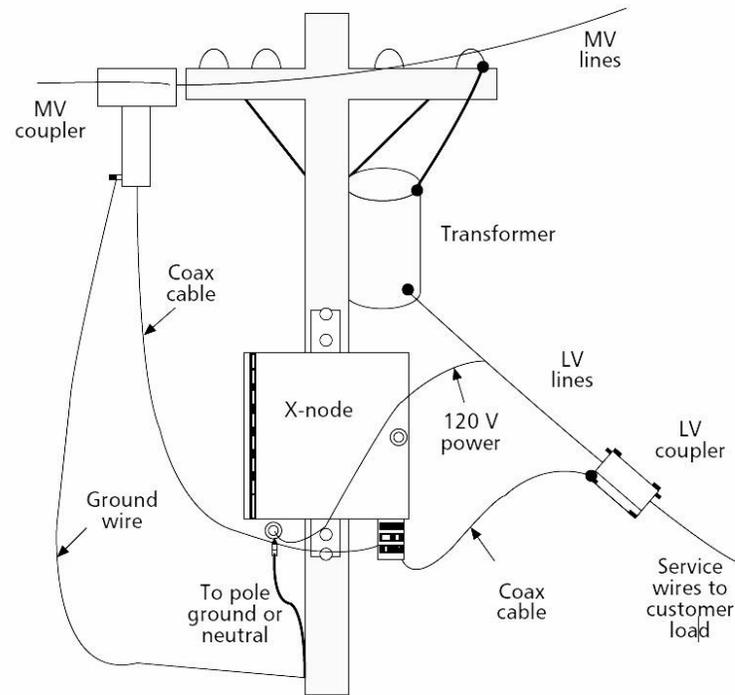 MV
lines
MV
coupler
Transformer
Coax
cable
LV
lines
X-node
120 V
power
LV
coupler
Ground
wire
To pole
ground or
neutral
Coax
cable
Service
wires to
customer
load